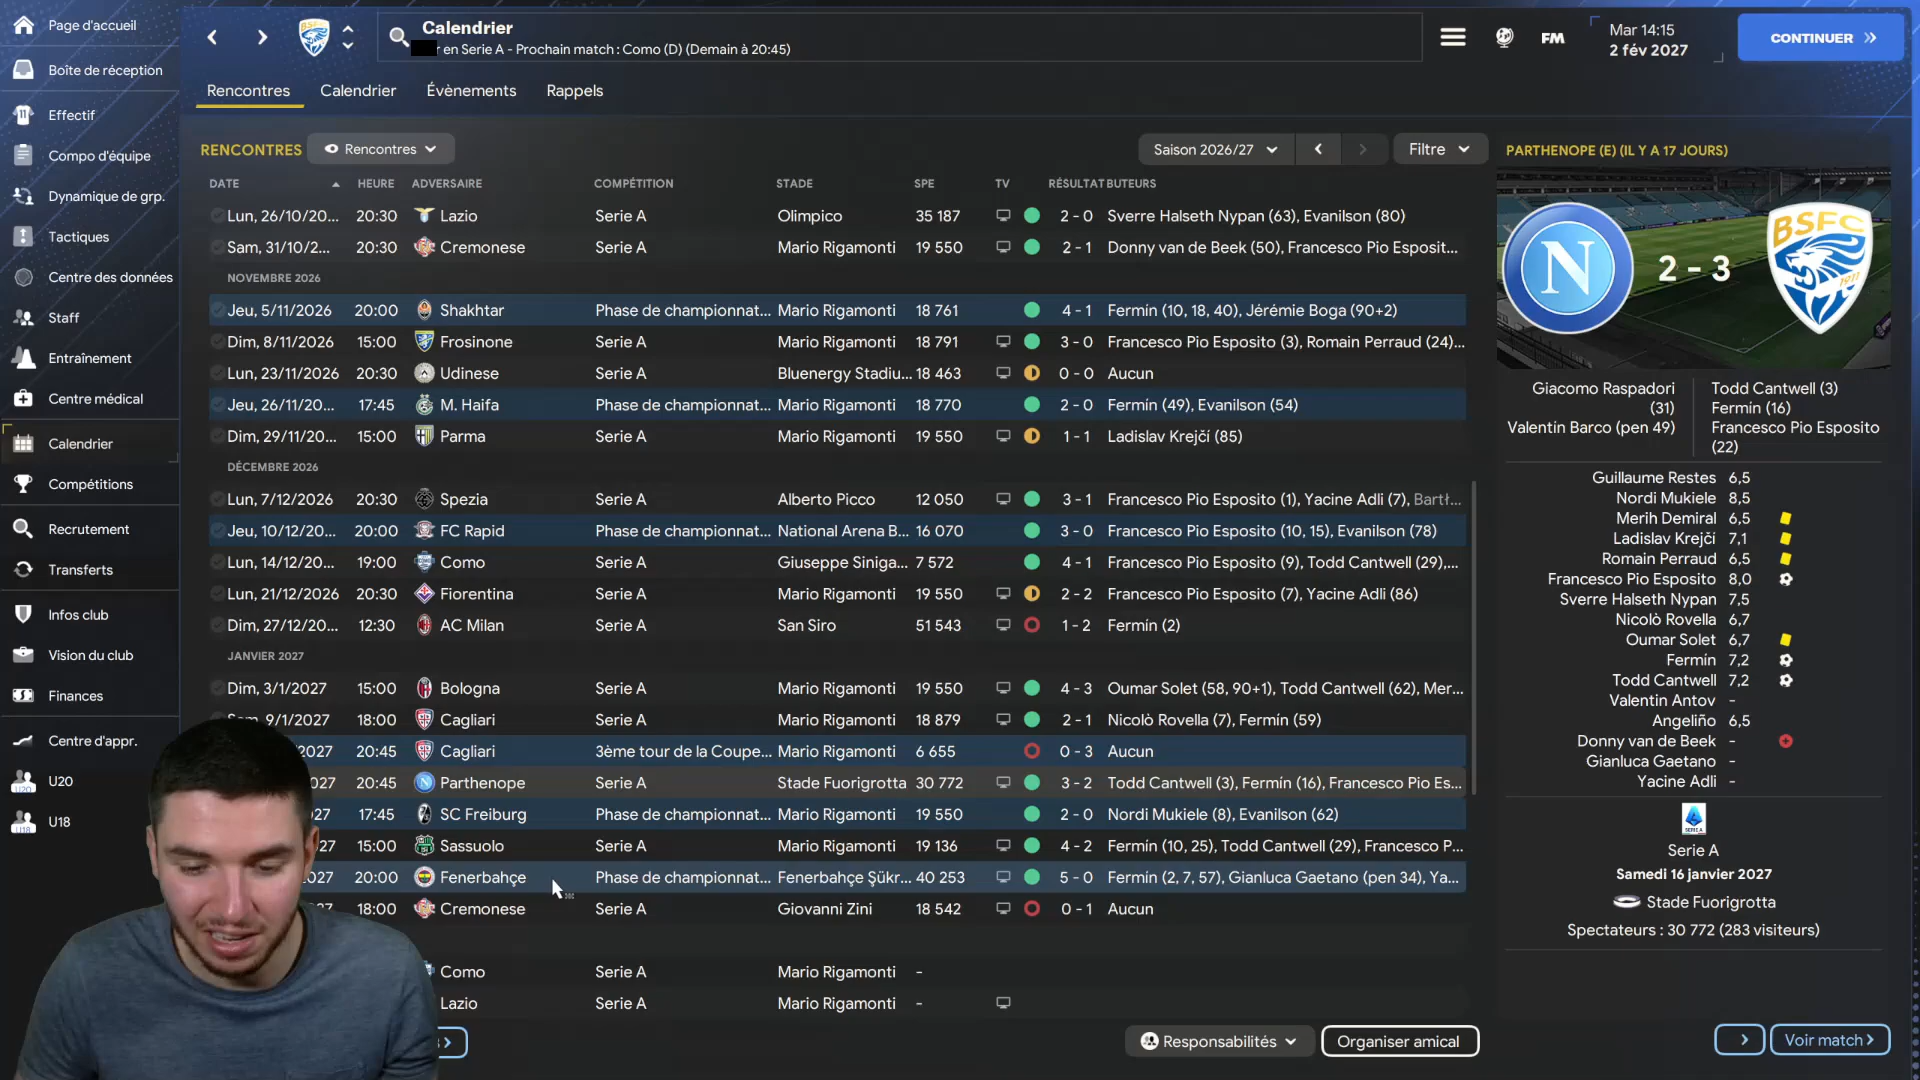 Page d'accueil
Boîte de réception
Effectif
Compo d'équipe
Dynamique de grp.
Tactiques
Centre des données
Staff
Entraînement
Centre médical
Calendrier
Compétitions
Recrutement
Transferts
Infos club
Vision du club
Finances
Centre d'appr.
U20
U18
Calendrier
r en Serie A - Prochain match : Como (D) (Demain à 20:45)
FM
Mar 14:15
2 fév 2027
CONTINUER
Rencontres Calendrier Évènements Rappels
RENCONTRES Rencontres Saison 2026/27 Filtre
DATE HEURE ADVERSAIRE COMPÉTITION STADE SPE TV RÉSULTAT BUTEURS
Lun, 26/10/20... 20:30 Lazio Serie A Olimpico 35 187 2 - 0 Sverre Halseth Nypan (63), Evanilson (80)
Sam, 31/10/2... 20:30 Cremonese Serie A Mario Rigamonti 19 550 2 - 1 Donny van de Beek (50), Francesco Pio Esposit...
NOVEMBRE 2026
Jeu, 5/11/2026 20:00 Shakhtar Phase de championnat... Mario Rigamonti 18 761 4 - 1 Fermín (10, 18, 40), Jérémie Boga (90+2)
Dim, 8/11/2026 15:00 Frosinone Serie A Mario Rigamonti 18 791 3 - 0 Francesco Pio Esposito (3), Romain Perraud (24)...
Lun, 23/11/2026 20:30 Udinese Serie A Bluenergy Stadiu... 18 463 0 - 0 Aucun
Jeu, 26/11/20... 17:45 M. Haifa Phase de championnat... Mario Rigamonti 18 770 2 - 0 Fermín (49), Evanilson (54)
Dim, 29/11/20... 15:00 Parma Serie A Mario Rigamonti 19 550 1 - 1 Ladislav Krejčí (85)
DÉCEMBRE 2026
Lun, 7/12/2026 20:30 Spezia Serie A Alberto Picco 12 050 3 - 1 Francesco Pio Esposito (1), Yacine Adli (7), Bartł...
Jeu, 10/12/20... 20:00 FC Rapid Phase de championnat... National Arena B... 16 070 3 - 0 Francesco Pio Esposito (10, 15), Evanilson (78)
Lun, 14/12/20... 19:00 Como Serie A Giuseppe Siniga... 7 572 4 - 1 Francesco Pio Esposito (9), Todd Cantwell (29),...
Lun, 21/12/2026 20:30 Fiorentina Serie A Mario Rigamonti 19 550 2 - 2 Francesco Pio Esposito (7), Yacine Adli (86)
Dim, 27/12/20... 12:30 AC Milan Serie A San Siro 51 543 1 - 2 Fermín (2)
JANVIER 2027
Dim, 3/1/2027 15:00 Bologna Serie A Mario Rigamonti 19 550 4 - 3 Oumar Solet (58, 90+1), Todd Cantwell (62), Mer...
9/1/2027 18:00 Cagliari Serie A Mario Rigamonti 18 879 2 - 1 Nicolò Rovella (7), Fermín (59)
2027 20:45 Cagliari 3ème tour de la Coupe... Mario Rigamonti 6 655 0 - 3 Aucun
027 20:45 Parthenope Serie A Stade Fuorigrotta 30 772 3 - 2 Todd Cantwell (3), Fermín (16), Francesco Pio Es...
27 17:45 SC Freiburg Phase de championnat... Mario Rigamonti 19 550 2 - 0 Nordi Mukiele (8), Evanilson (62)
027 15:00 Sassuolo Serie A Mario Rigamonti 19 136 4 - 2 Fermín (10, 25), Todd Cantwell (29), Francesco P...
027 20:00 Fenerbahçe Phase de championnat... Fenerbahçe Şükr... 40 253 5 - 0 Fermín (2, 7, 57), Gianluca Gaetano (pen 34), Ya...
27 18:00 Cremonese Serie A Giovanni Zini 18 542 0 - 1 Aucun
Como Serie A Mario Rigamonti -
Lazio Serie A Mario Rigamonti -
Responsabilités Organiser amical
PARTHENOPE (E) (IL Y A 17 JOURS)
N 2 - 3 BSFC
1911
Giacomo Raspadori (31)
Valentín Barco (pen 49)
Todd Cantwell (3)
Fermín (16)
Francesco Pio Esposito (22)
Guillaume Restes 6,5
Nordi Mukiele 8,5
Merih Demiral 6,5
Ladislav Krejčí 7,1
Romain Perraud 6,5
Francesco Pio Esposito 8,0
Sverre Halseth Nypan 7,5
Nicolò Rovella 6,7
Oumar Solet 6,7
Fermín 7,2
Todd Cantwell 7,2
Valentin Antov -
Angeliño 6,5
Donny van de Beek -
Gianluca Gaetano -
Yacine Adli -
Serie A
Samedi 16 janvier 2027
Stade Fuorigrotta
Spectateurs : 30 772 (283 visiteurs)
Voir match